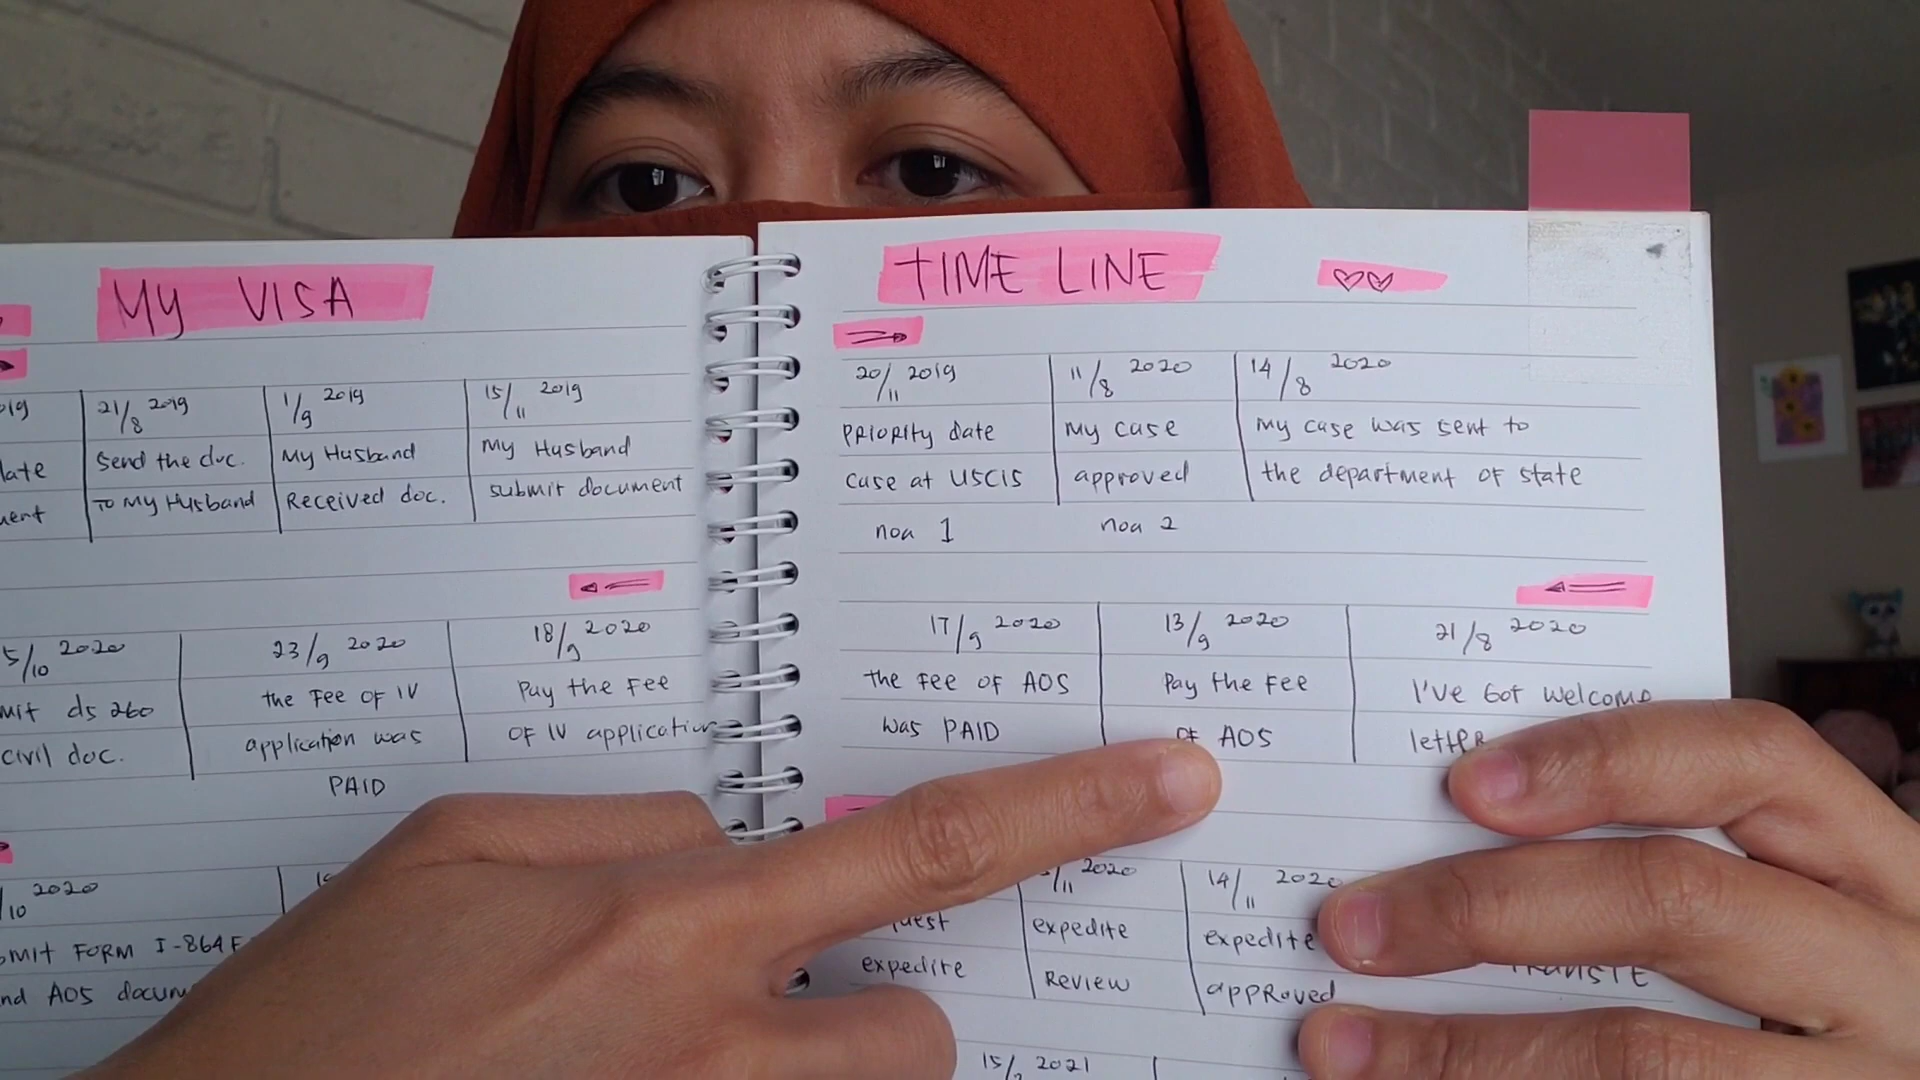 MY VISA
21/8 2019
Send the doc.
To My Husband
1/9 2019
My Husband
Received doc.
15/11 2019
My Husband
submit document
23/9 2020
the Fee OF IV
application was
PAID
18/9 2020
Pay the Fee
OF IV application
5/10 2020
ds 260
civil doc.
2020
FORM I-864
AOS
TIME LINE
20/11 2019
PRIORITY date
case at USCIS
noa 1
11/8 2020
My case
approved
noa 2
14/8 2020
My case was sent to
the department of state
17/9 2020
the Fee of AOS
was PAID
13/9 2020
Pay the Fee
OF AOS
21/8 2020
I've Got welcome
letter
expedite
2020
expedite
Review
14/11 2020
expedite
appRoved
2021